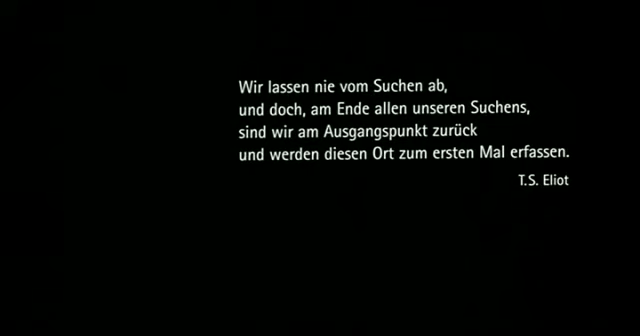 Wir lassen nie vom Suchen ab,
und doch, am Ende allen unseren Suchens,
sind wir am Ausgangspunkt zurück
und werden diesen Ort zum ersten Mal erfassen.
T.S. Eliot